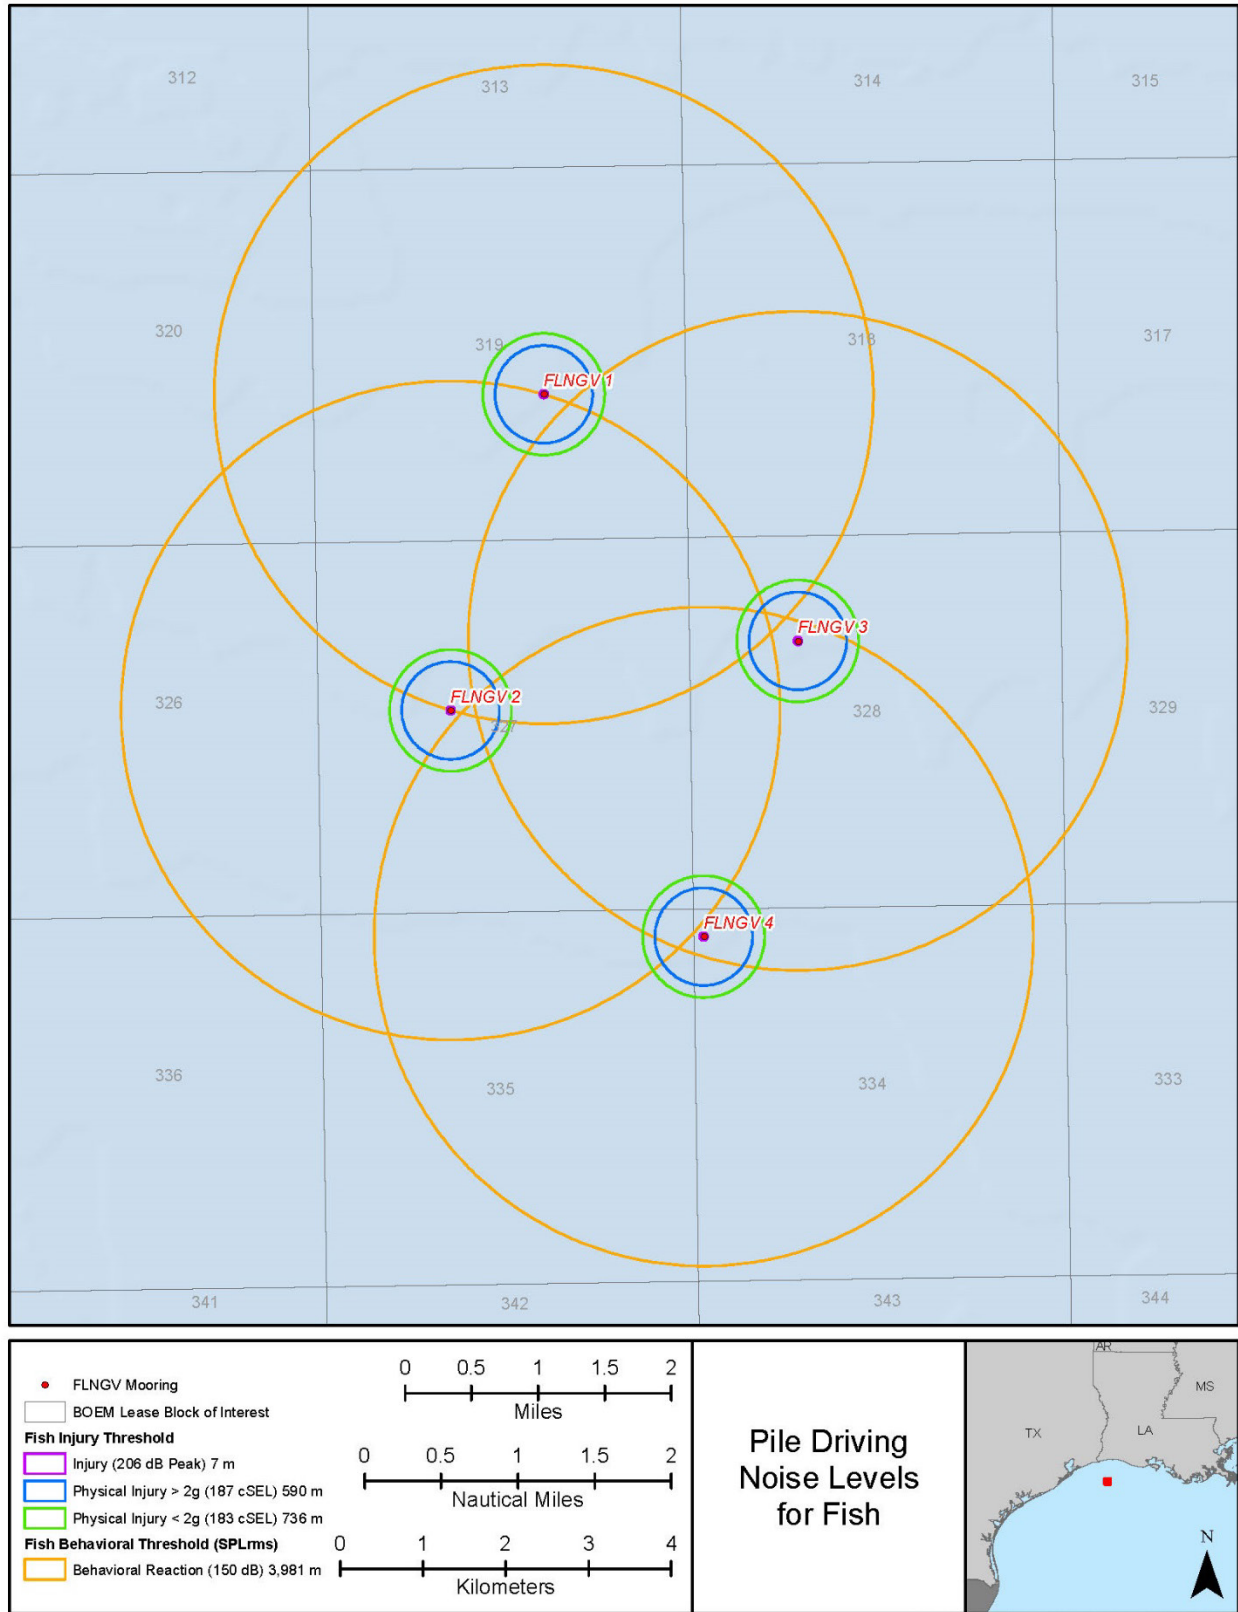 312
313
314
315
320
319
318
317
FLNGV 1
FLNGV 3
FLNGV 2
326
327
328
329
FLNGV 4
336
335
334
333
341
342
343
344
FLNGV Mooring
BOEM Lease Block of Interest
Fish Injury Threshold
Injury (206 dB Peak) 7 m
Physical Injury > 2g (187 cSEL) 590 m
Physical Injury < 2g (183 cSEL) 736 m
Fish Behavioral Threshold (SPLrms)
Behavioral Reaction (150 dB) 3,981 m
0 0.5 1 1.5 2
Miles
0 0.5 1 1.5 2
Nautical Miles
0 1 2 3 4
Kilometers
Pile Driving
Noise Levels
for Fish
AR
MS
TX
LA
N